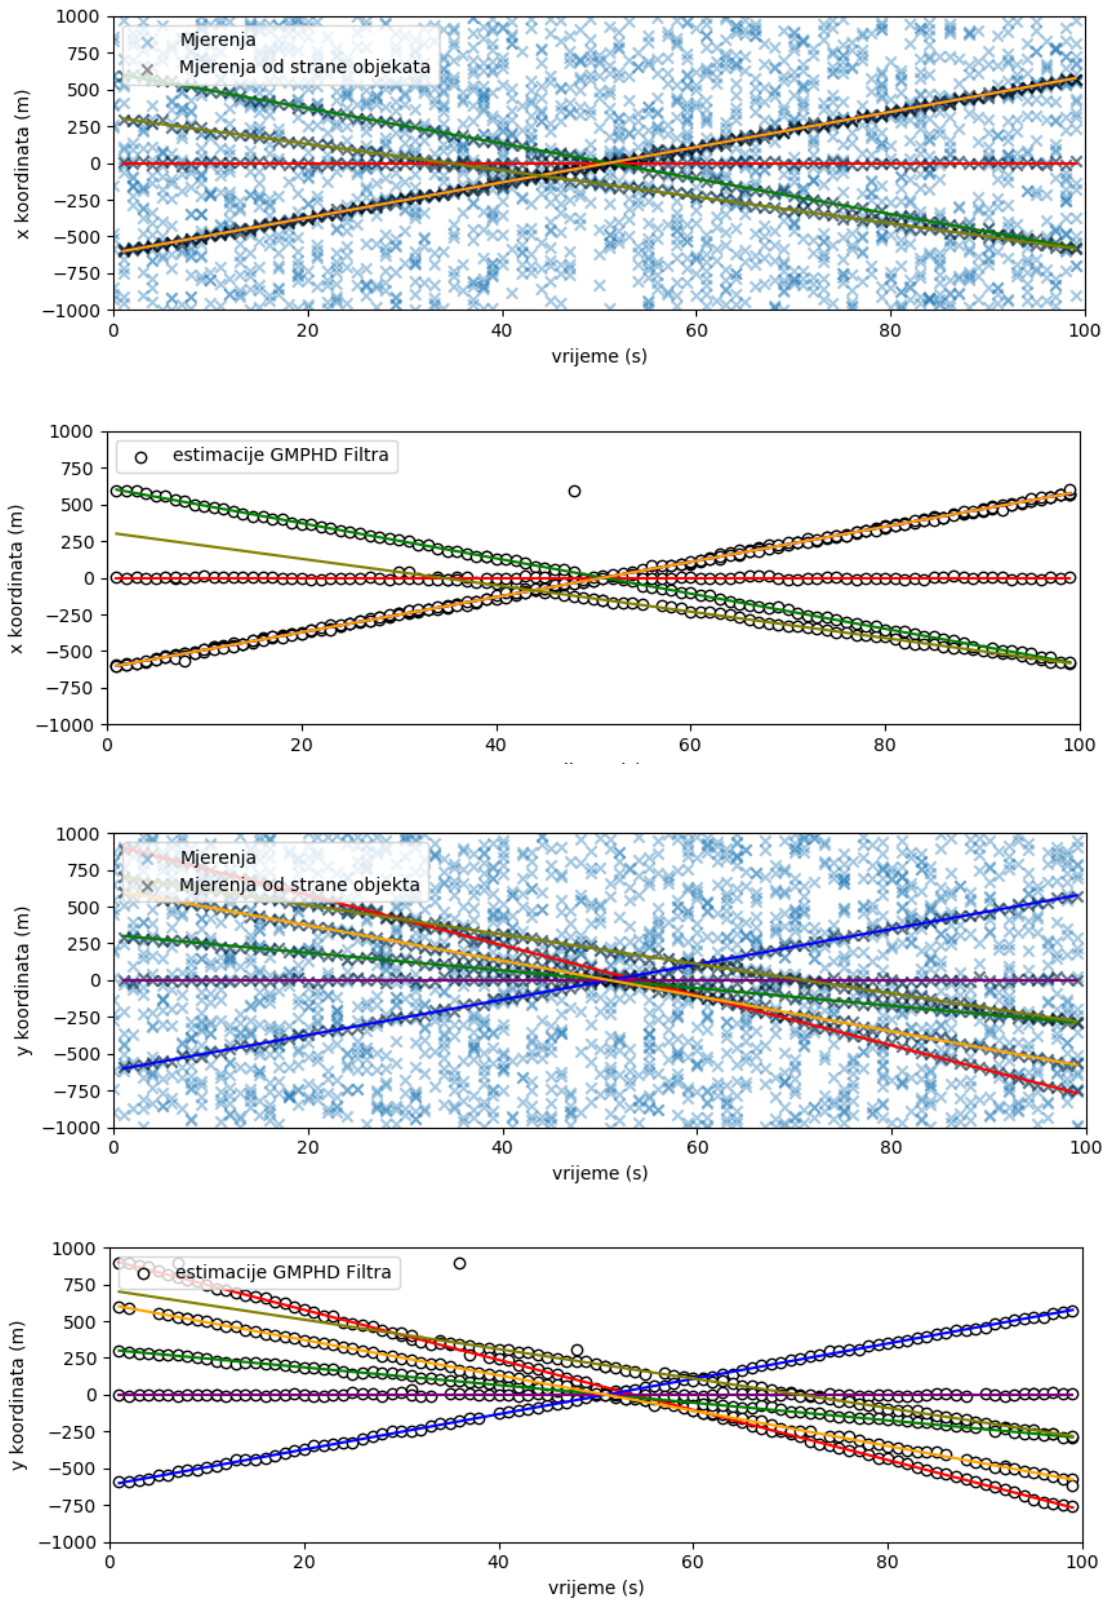 1000
750
500
250
0
−250
−500
−750
−1000
x koordinata (m)
Mjerenja
Mjerenja od strane objekata
0 20 40 60 80 100
vrijeme (s)
1000
750
500
250
0
−250
−500
−750
−1000
x koordinata (m)
estimacije GMPHD Filtra
0 20 40 60 80 100
1000
750
500
250
0
−250
−500
−750
−1000
y koordinata (m)
Mjerenja
Mjerenja od strane objekta
0 20 40 60 80 100
vrijeme (s)
1000
750
500
250
0
−250
−500
−750
−1000
y koordinata (m)
estimacije GMPHD Filtra
0 20 40 60 80 100
vrijeme (s)